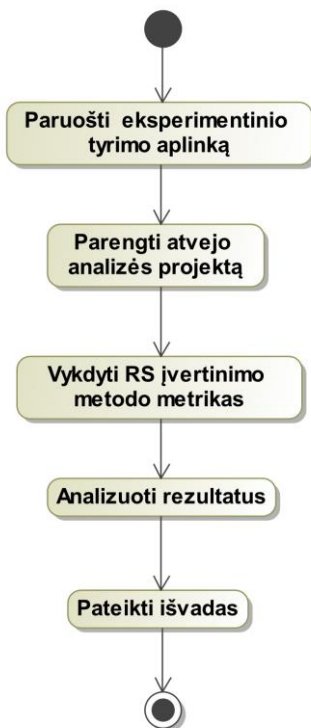 Paruošti eksperimentinio
tyrimo aplinką
Parengti atvejo
analizės projektą
Vykdyti RS įvertinimo
metodo metrikas
Analizuoti rezultatus
Pateikti išvadas